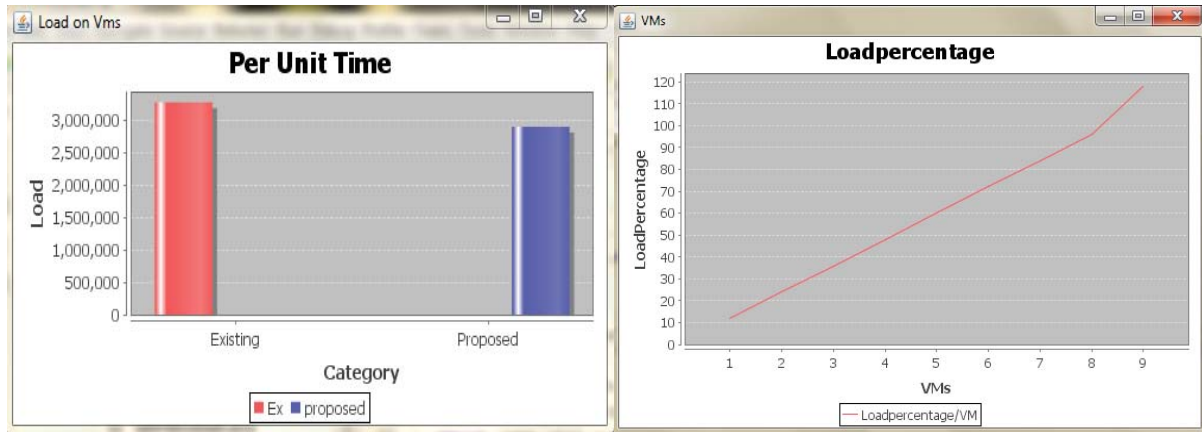 Load on Vms
Per Unit Time
3,000,000
2,500,000
2,000,000
1,500,000
1,000,000
500,000
0
Load
Existing
Proposed
Category
Ex
proposed
VMs
Loadpercentage
120
110
100
90
80
70
60
50
40
30
20
10
0
LoadPercentage
1
2
3
4
5
6
7
8
9
VMs
Loadpercentage/VM